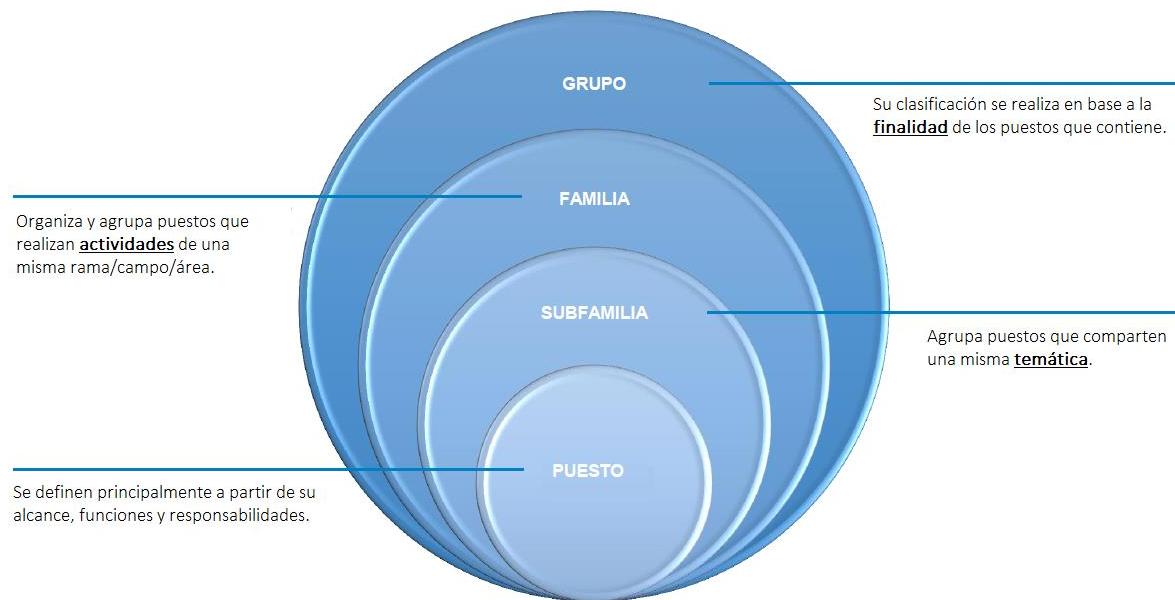 GRUPO
Su clasificación se realiza en base a la
finalidad de los puestos que contiene.
FAMILIA
Organiza y agrupa puestos que
realizan actividades de una
misma rama/campo/área.
SUBFAMILIA
Agrupa puestos que comparten
una misma temática.
PUESTO
Se definen principalmente a partir de su
alcance, funciones y responsabilidades.